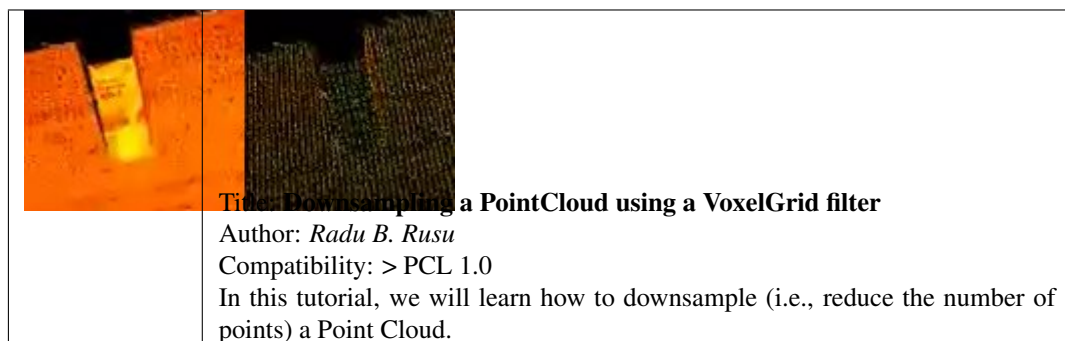 Title: Downsampling a PointCloud using a VoxelGrid filter
Author: Radu B. Rusu
Compatibility: > PCL 1.0
In this tutorial, we will learn how to downsample (i.e., reduce the number of
points) a Point Cloud.